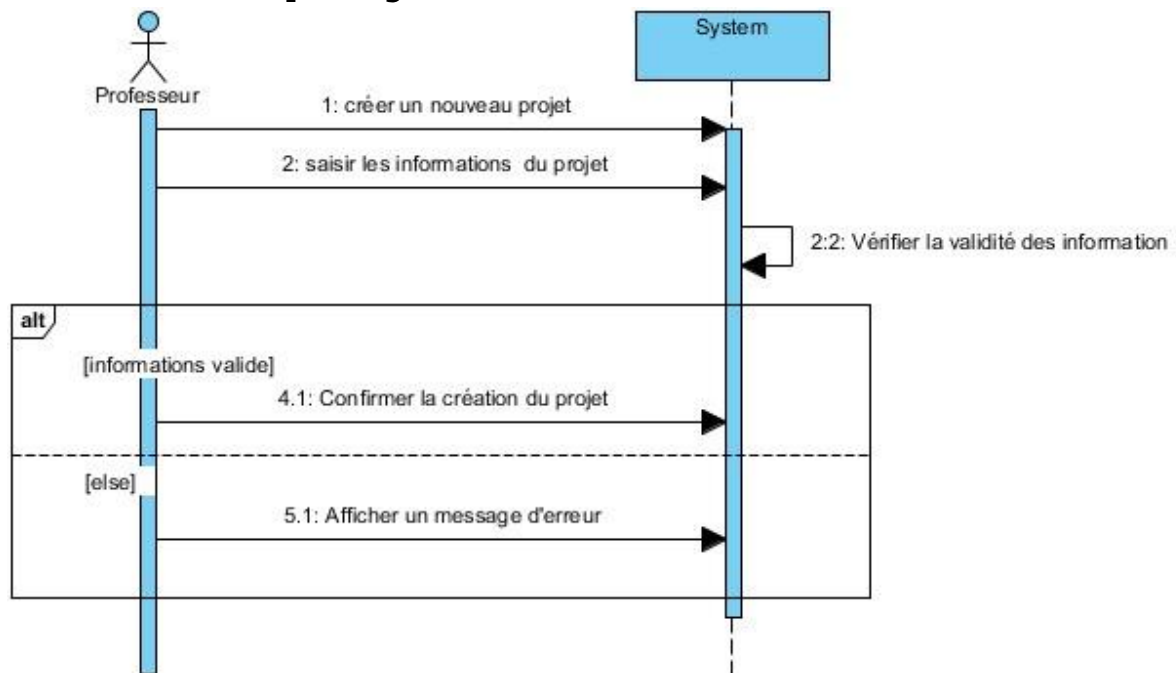 System
Professeur
1: créer un nouveau projet
2: saisir les informations du projet
2:2: Vérifier la validité des information
alt
[informations valide]
4.1: Confirmer la création du projet
[else]
5.1: Afficher un message d'erreur